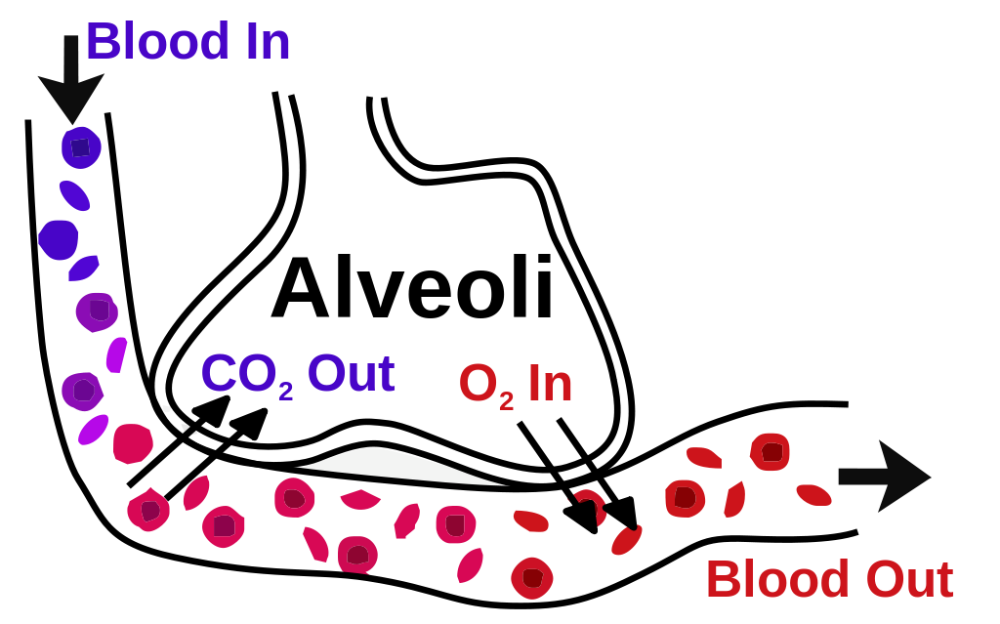 Blood In
Alveoli
CO₂ Out
O₂ In
Blood Out